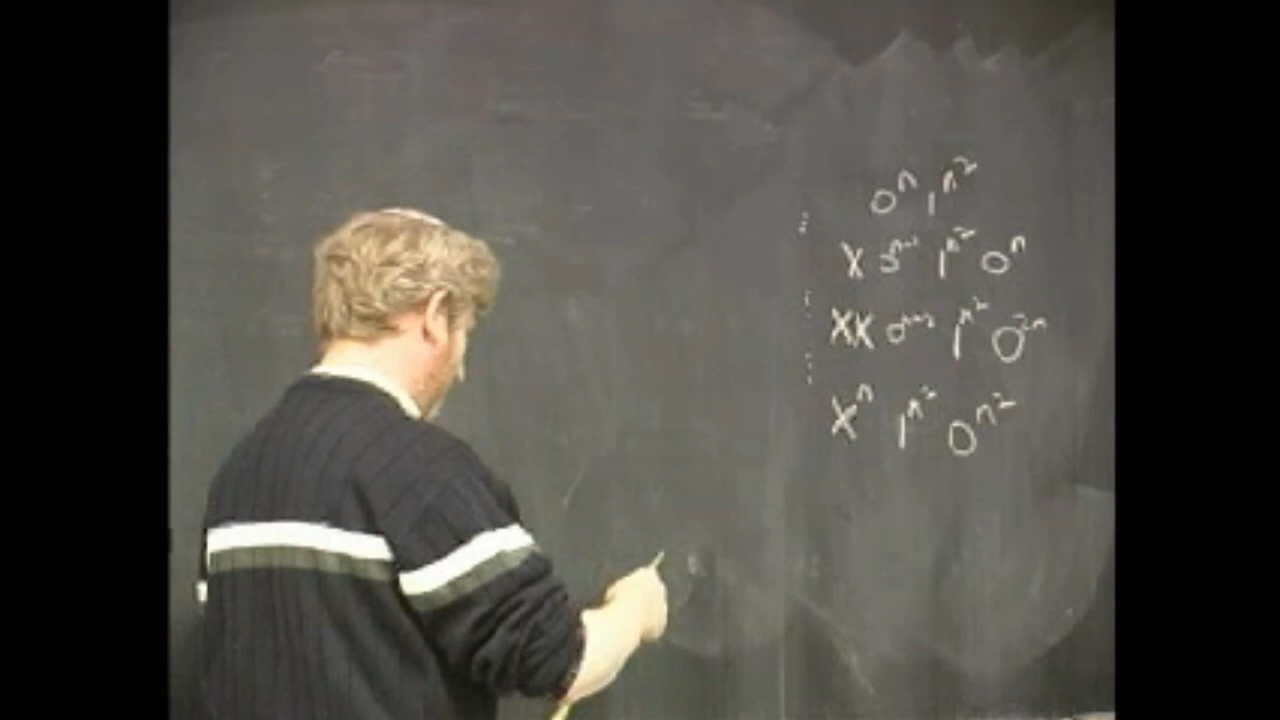 0ⁿ 1ⁿ²
X 0ⁿ⁻¹ 1ⁿ² 0ⁿ
XX 0ⁿ⁻² 1ⁿ² 0²ⁿ
Xⁿ 1ⁿ² 0ⁿ²